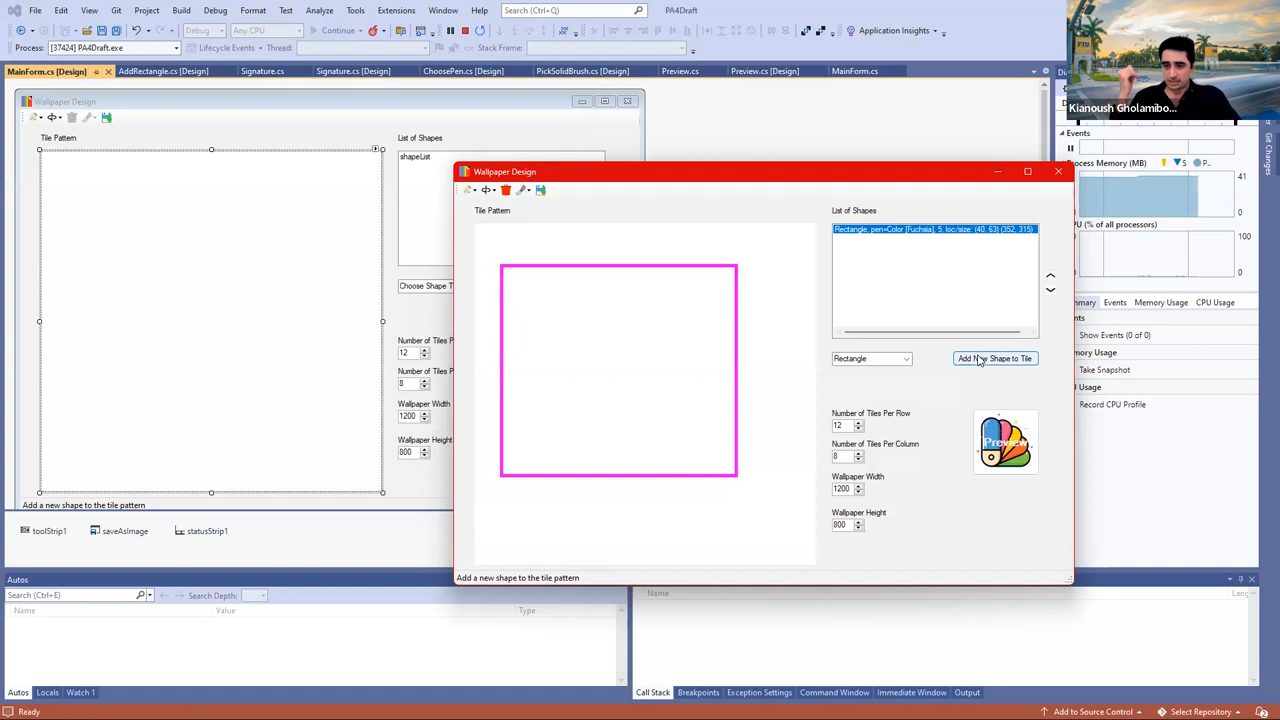 File Edit View Git Project Build Debug Format Test Analyze Tools Extensions Window Help Search (Ctrl+Q) PA4Draft
Debug Any CPU Continue Application Insights
Process: [37424] PA4Draft.exe Lifecycle Events Thread: Stack Frame:
MainForm.cs [Design] AddRectangle.cs [Design] Signature.cs Signature.cs [Design] ChoosePen.cs [Design] PickSolidBrush.cs [Design] Preview.cs Preview.cs [Design] MainForm.cs
Kianoush Gholamibo...
FIU
Wallpaper Design
Tile Pattern
List of Shapes
shapeList
Number of Tiles P
12
Number of Tiles P
8
Wallpaper Width
1200
Wallpaper Height
800
Add a new shape to the tile pattern
toolStrip1 saveAsImage statusStrip1
Wallpaper Design
Tile Pattern
List of Shapes
Rectangle, pen=Color [Fuchsia], 5, loc/size: (40, 63) (352, 315)
Rectangle
Add New Shape to Tile
Number of Tiles Per Row
12
Number of Tiles Per Column
8
Wallpaper Width
1200
Wallpaper Height
800
Preview
Add a new shape to the tile pattern
Events
Process Memory (MB) S P..
41
0
PU (% of all processors)
100
0
Events Memory Usage CPU Usage
Show Events (0 of 0)
Take Snapshot
Record CPU Profile
Git Changes
Autos
Search (Ctrl+E) Search Depth:
Name Value Type
Name Lang
Autos Locals Watch 1
Call Stack Breakpoints Exception Settings Command Window Immediate Window Output
Ready
Add to Source Control Select Repository 2